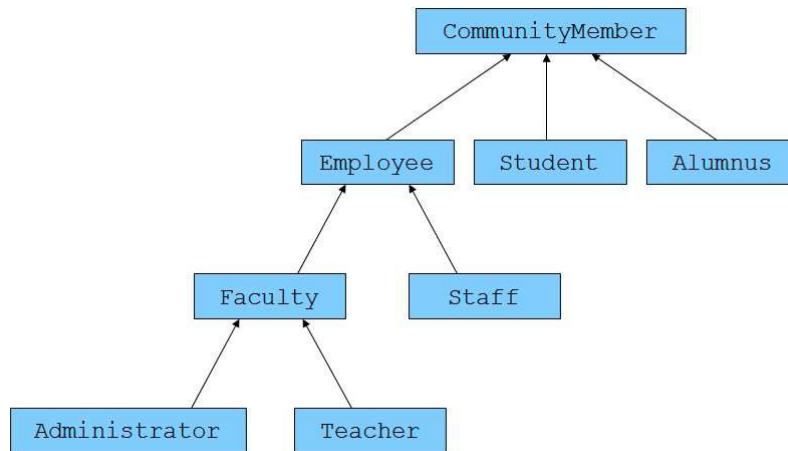 CommunityMember
Employee
Student
Alumnus
Faculty
Staff
Administrator
Teacher